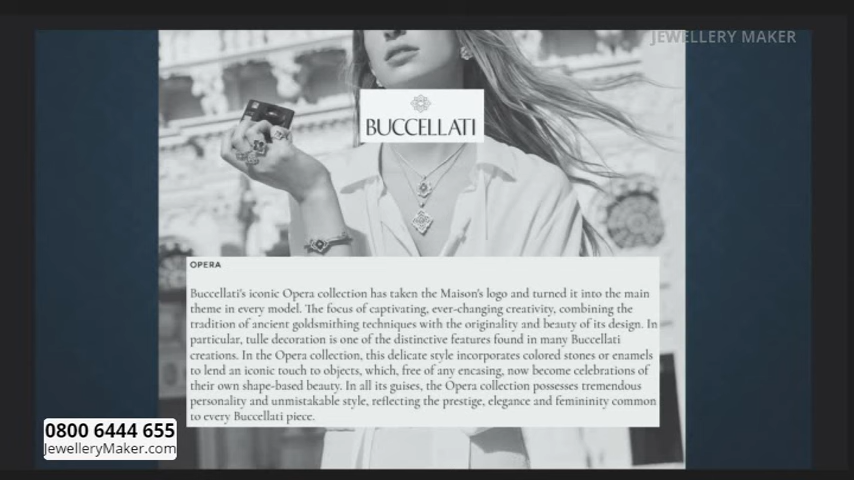 JEWELLERY MAKER
BUCCELLATI
OPERA
Buccellati's iconic Opera collection has taken the Maison's logo and turned it into the main
theme in every model. The focus of captivating, ever-changing creativity, combining the
tradition of ancient goldsmithing techniques with the originality and beauty of its design. In
particular, tulle decoration is one of the distinctive features found in many Buccellati
creations. In the Opera collection, this delicate style incorporates colored stones or enamels
to lend an iconic touch to objects, which, free of any encasing, now become celebrations of
their own shape-based beauty. In all its guises, the Opera collection possesses tremendous
personality and unmistakable style, reflecting the prestige, elegance and femininity common
to every Buccellati piece.
0800 6444 655
JewelleryMaker.com